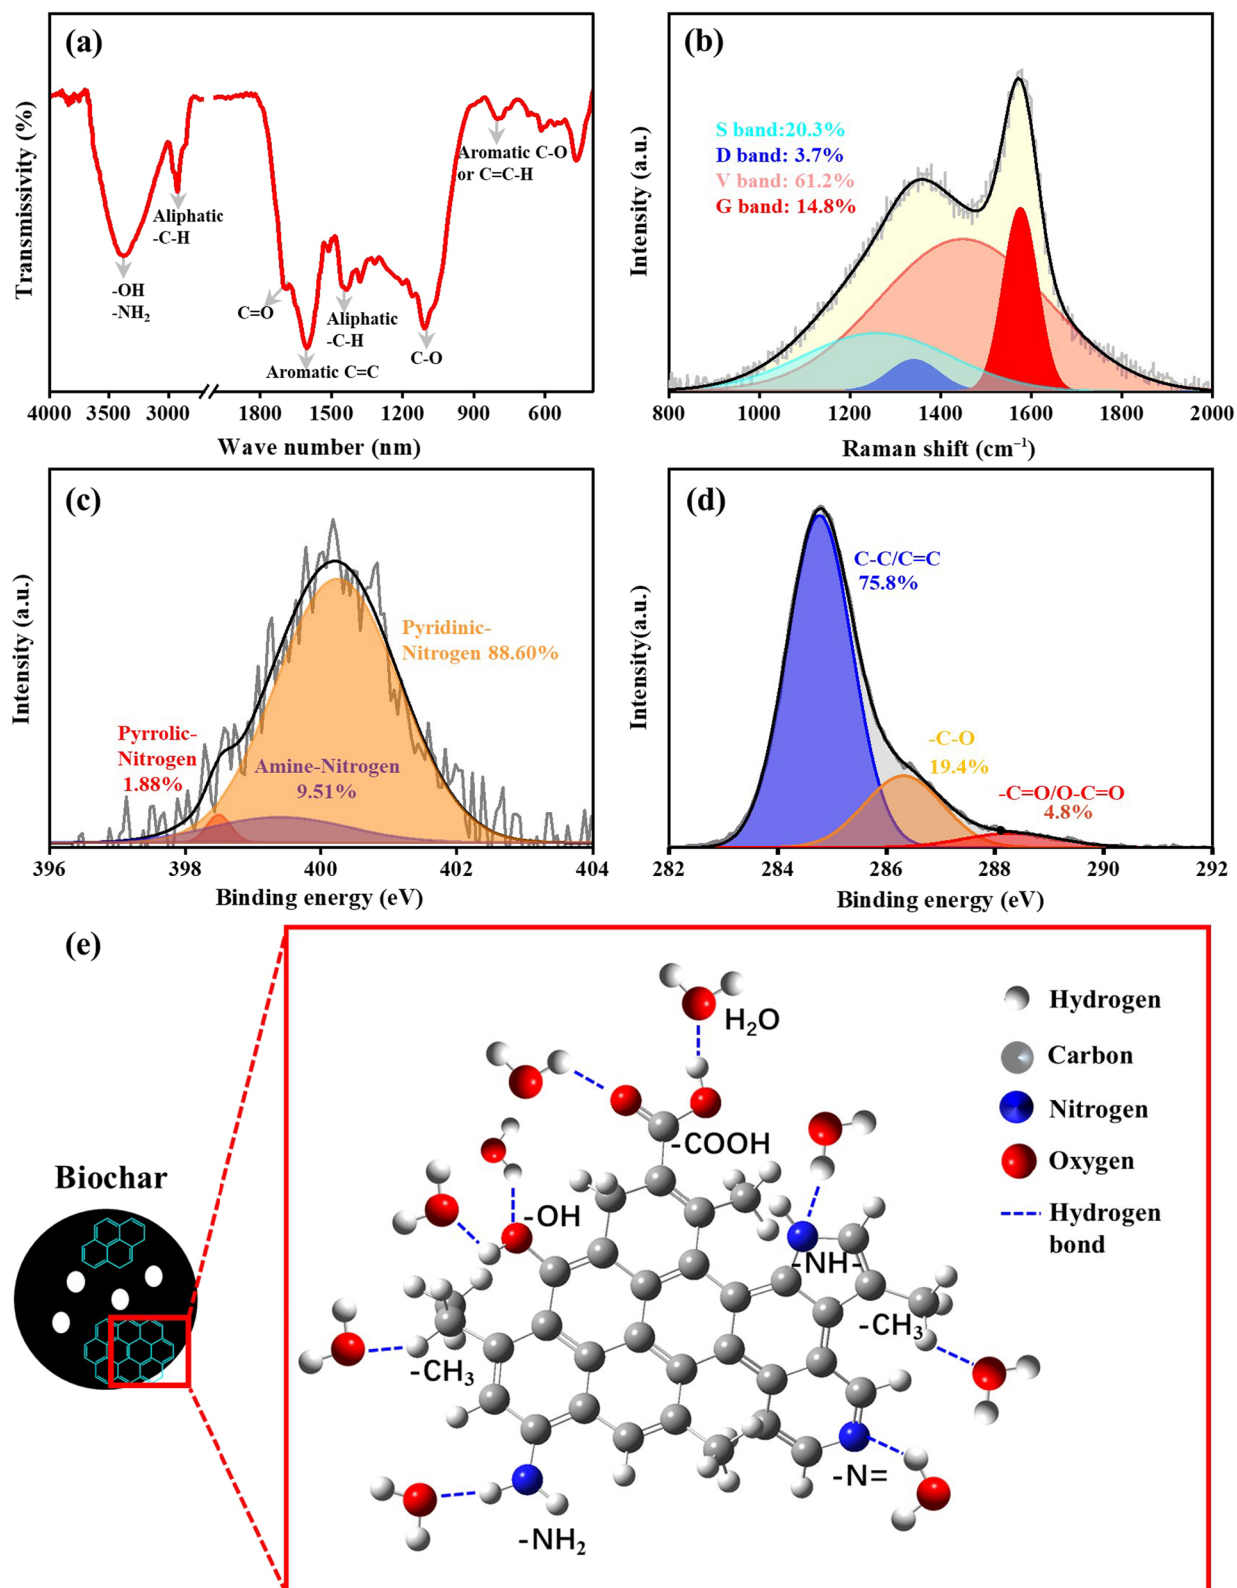 (a)
Transmissivity (%)
Aliphatic
-C-H
-OH
-NH₂
C=O
Aromatic C=C
Aliphatic
-C-H
C-O
Aromatic C-O
or C=C-H
4000 3500 3000 1800 1500 1200 900 600
Wave number (nm)
(b)
Intensity (a.u.)
S band:20.3%
D band: 3.7%
V band: 61.2%
G band: 14.8%
800 1000 1200 1400 1600 1800 2000
Raman shift (cm⁻¹)
(c)
Intensity (a.u.)
Pyridinic-
Nitrogen 88.60%
Pyrrolic-
Nitrogen
1.88%
Amine-Nitrogen
9.51%
396 398 400 402 404
Binding energy (eV)
(d)
Intensity(a.u.)
C-C/C=C
75.8%
-C-O
19.4%
-C=O/O-C=O
4.8%
282 284 286 288 290 292
Binding energy (eV)
(e)
Biochar
H₂O
-COOH
-OH
-NH-
-CH₃
-CH₃
-N=
-NH₂
Hydrogen
Carbon
Nitrogen
Oxygen
Hydrogen
bond